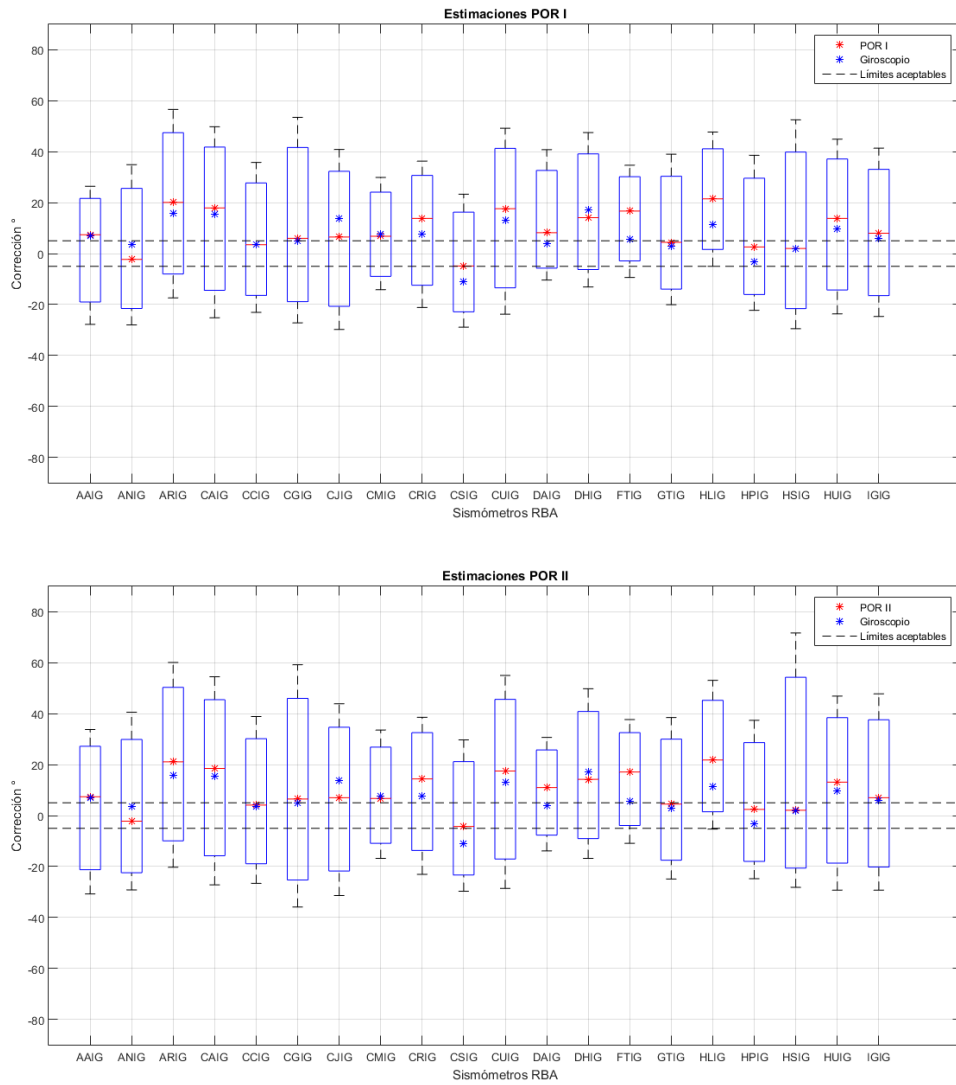 Estimaciones POR I
POR I
Giroscopio
Límites aceptables
Corrección °
80
60
40
20
0
-20
-40
-60
-80
AAIG ANIG ARIG CAIG CCIG CGIG CJIG CMIG CRIG CSIG CUIG DAIG DHIG FTIG GTIG HLIG HPIG HSIG HUIG IGIG
Sismómetros RBA
Estimaciones POR II
POR II
Giroscopio
Límites aceptables
Corrección °
80
60
40
20
0
-20
-40
-60
-80
AAIG ANIG ARIG CAIG CCIG CGIG CJIG CMIG CRIG CSIG CUIG DAIG DHIG FTIG GTIG HLIG HPIG HSIG HUIG IGIG
Sismómetros RBA